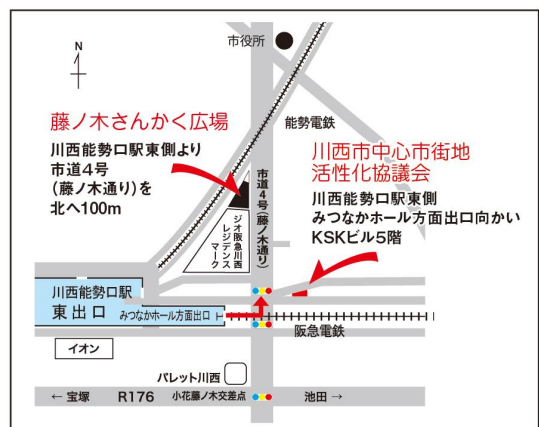 市役所
N
能勢電鉄
藤ノ木さんかく広場
川西能勢口駅東側より
市道4号
(藤ノ木通り)を
北へ100m
川西市中心市街地
活性化協議会
川西能勢口駅東側
みつなかホール方面出口向かい
KSKビル5階
市道4号(藤ノ木通り)
ジオ阪急川西
レジデンス
マーク
川西能勢口駅
東出口
みつなかホール方面出口
阪急電鉄
イオン
パレット川西
← 宝塚 R176 小花藤ノ木交差点 池田 →